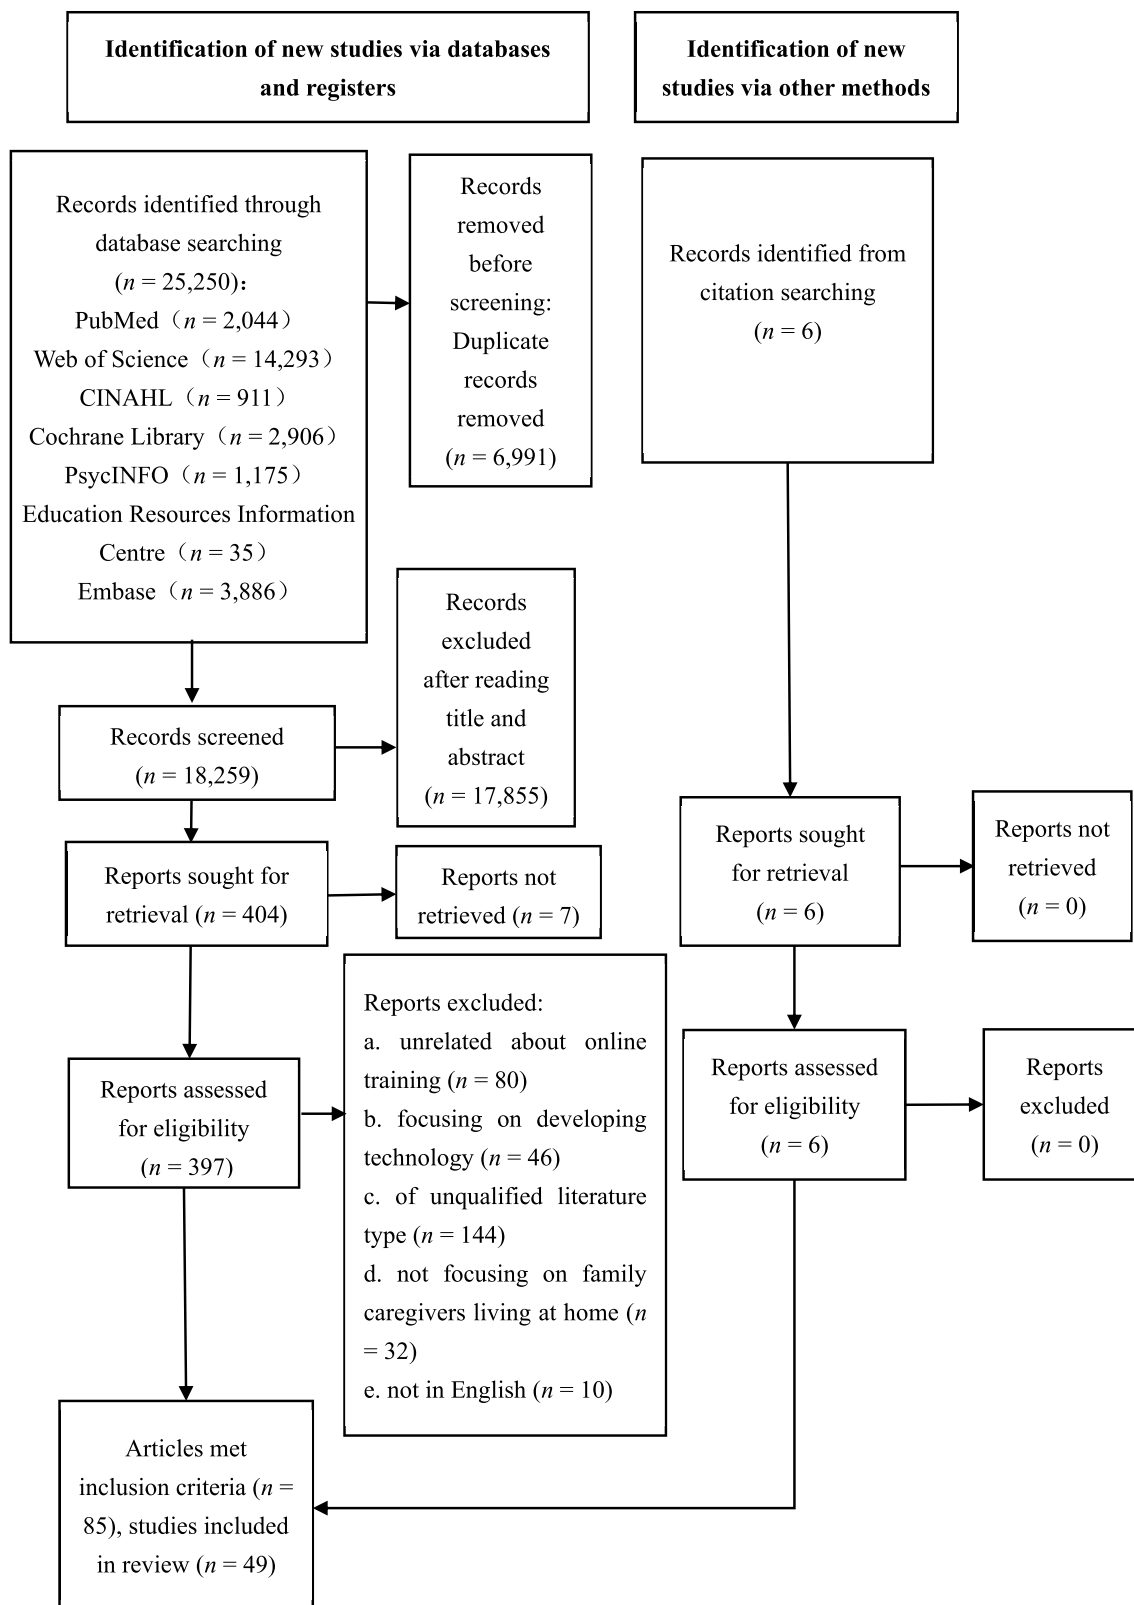 Identification of new studies via databases
and registers
Identification of new
studies via other methods
Records identified through
database searching
(n = 25,250)：
PubMed（n = 2,044）
Web of Science（n = 14,293）
CINAHL（n = 911）
Cochrane Library（n = 2,906）
PsycINFO（n = 1,175）
Education Resources Information
Centre（n = 35）
Embase（n = 3,886）
Records
removed
before
screening:
Duplicate
records
removed
(n = 6,991)
Records identified from
citation searching
(n = 6)
Records
excluded
after reading
title and
abstract
(n = 17,855)
Records screened
(n = 18,259)
Reports sought for
retrieval (n = 404)
Reports not
retrieved (n = 7)
Reports sought
for retrieval
(n = 6)
Reports not
retrieved
(n = 0)
Reports assessed
for eligibility
(n = 397)
Reports excluded:
a. unrelated about online
training (n = 80)
b. focusing on developing
technology (n = 46)
c. of unqualified literature
type (n = 144)
d. not focusing on family
caregivers living at home (n
= 32)
e. not in English (n = 10)
Reports assessed
for eligibility
(n = 6)
Reports
excluded
(n = 0)
Articles met
inclusion criteria (n =
85), studies included
in review (n = 49)